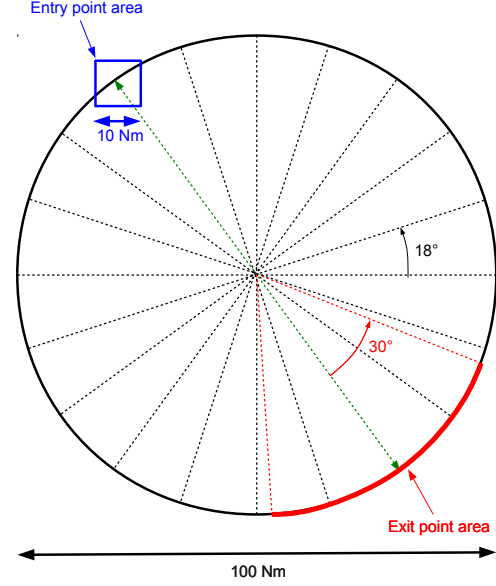 Entry point area
10 Nm
18°
30°
Exit point area
100 Nm